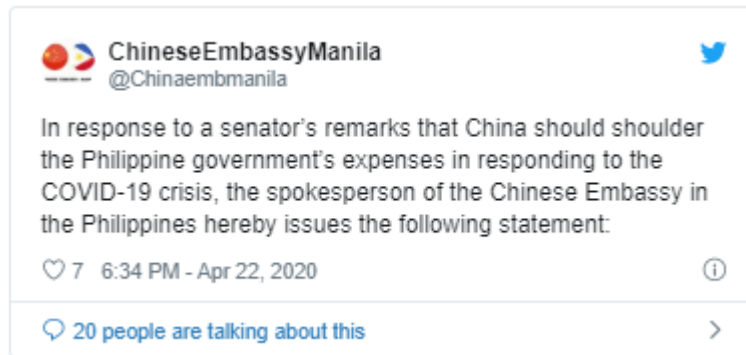 ChineseEmbassyManila
@Chinaembmanila
In response to a senator's remarks that China should shoulder
the Philippine government's expenses in responding to the
COVID-19 crisis, the spokesperson of the Chinese Embassy in
the Philippines hereby issues the following statement:
7 6:34 PM - Apr 22, 2020
20 people are talking about this